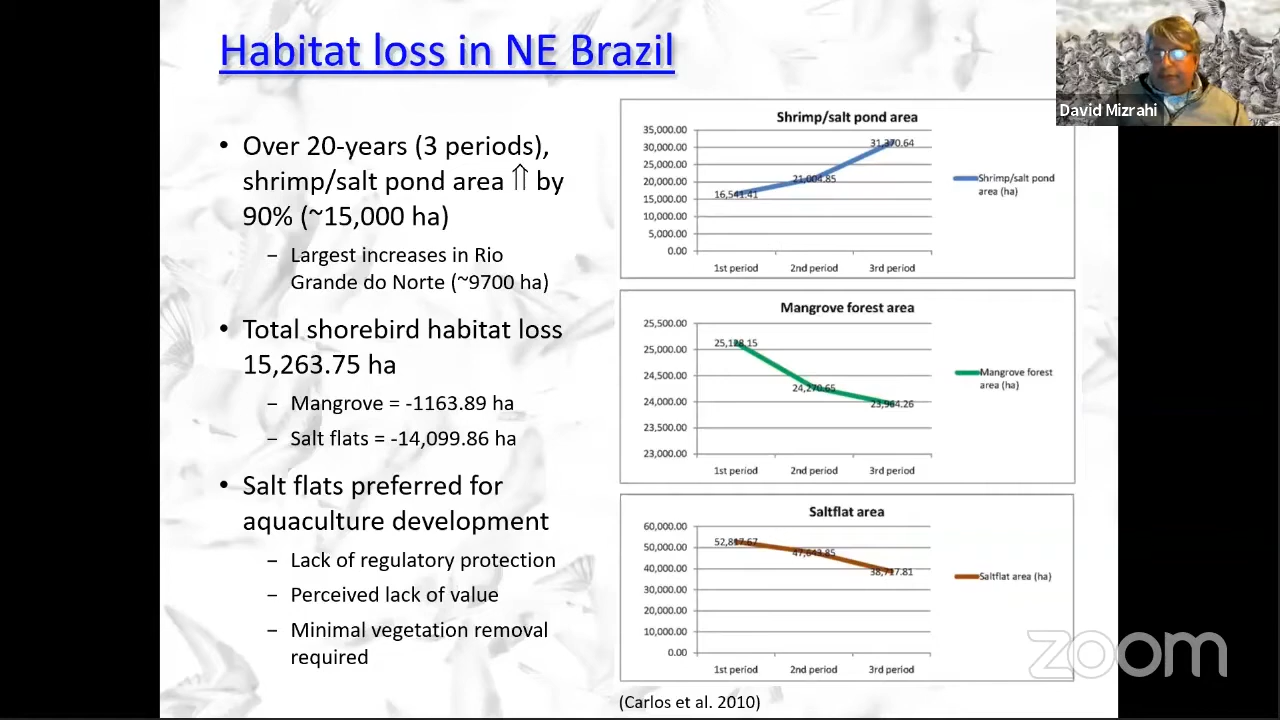 Habitat loss in NE Brazil
David Mizrahi
• Over 20-years (3 periods),
shrimp/salt pond area ⇑ by
90% (~15,000 ha)
– Largest increases in Rio
Grande do Norte (~9700 ha)
• Total shorebird habitat loss
15,263.75 ha
– Mangrove = -1163.89 ha
– Salt flats = -14,099.86 ha
• Salt flats preferred for
aquaculture development
– Lack of regulatory protection
– Perceived lack of value
– Minimal vegetation removal
required
Shrimp/salt pond area
35,000.00
30,000.00
25,000.00
20,000.00
15,000.00
10,000.00
5,000.00
0.00
16,541.41
21,004.85
31,370.64
1st period
2nd period
3rd period
Shrimp/salt pond
area (ha)
Mangrove forest area
25,500.00
25,000.00
24,500.00
24,000.00
23,500.00
23,000.00
25,128.15
24,270.65
23,964.26
1st period
2nd period
3rd period
Mangrove forest
area (ha)
Saltflat area
60,000.00
50,000.00
40,000.00
30,000.00
20,000.00
10,000.00
0.00
52,817.67
47,643.85
38,717.81
1st period
2nd period
3rd period
Saltflat area (ha)
(Carlos et al. 2010)
zoom